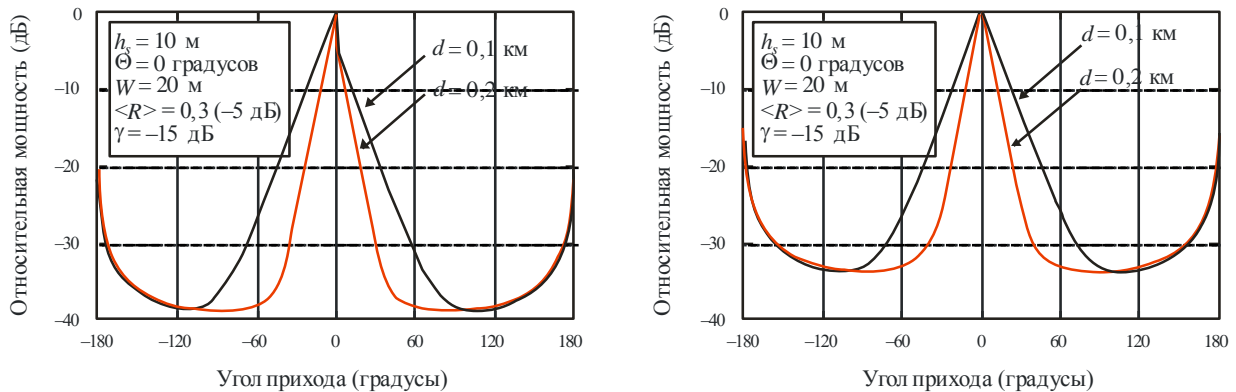 0
–10
–20
–30
–40
–180
–120
–60
0
60
120
180
Относительная мощность (дБ)
Угол прихода (градусы)
hₛ = 10 м
Θ = 0 градусов
W = 20 м
<R> = 0,3 (–5 дБ)
γ = –15 дБ
d = 0,1 км
d = 0,2 км
0
–10
–20
–30
–40
–180
–120
–60
0
60
120
180
Относительная мощность (дБ)
Угол прихода (градусы)
hₛ = 10 м
Θ = 0 градусов
W = 20 м
<R> = 0,3 (–5 дБ)
γ = –15 дБ
d = 0,1 км
d = 0,2 км